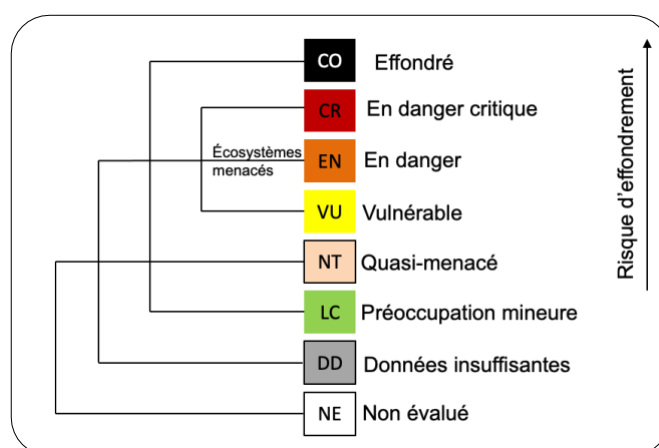 CO Effondré
CR En danger critique
Écosystèmes
menacés
EN En danger
VU Vulnérable
NT Quasi-menacé
LC Préoccupation mineure
DD Données insuffisantes
NE Non évalué
Risque d'effondrement